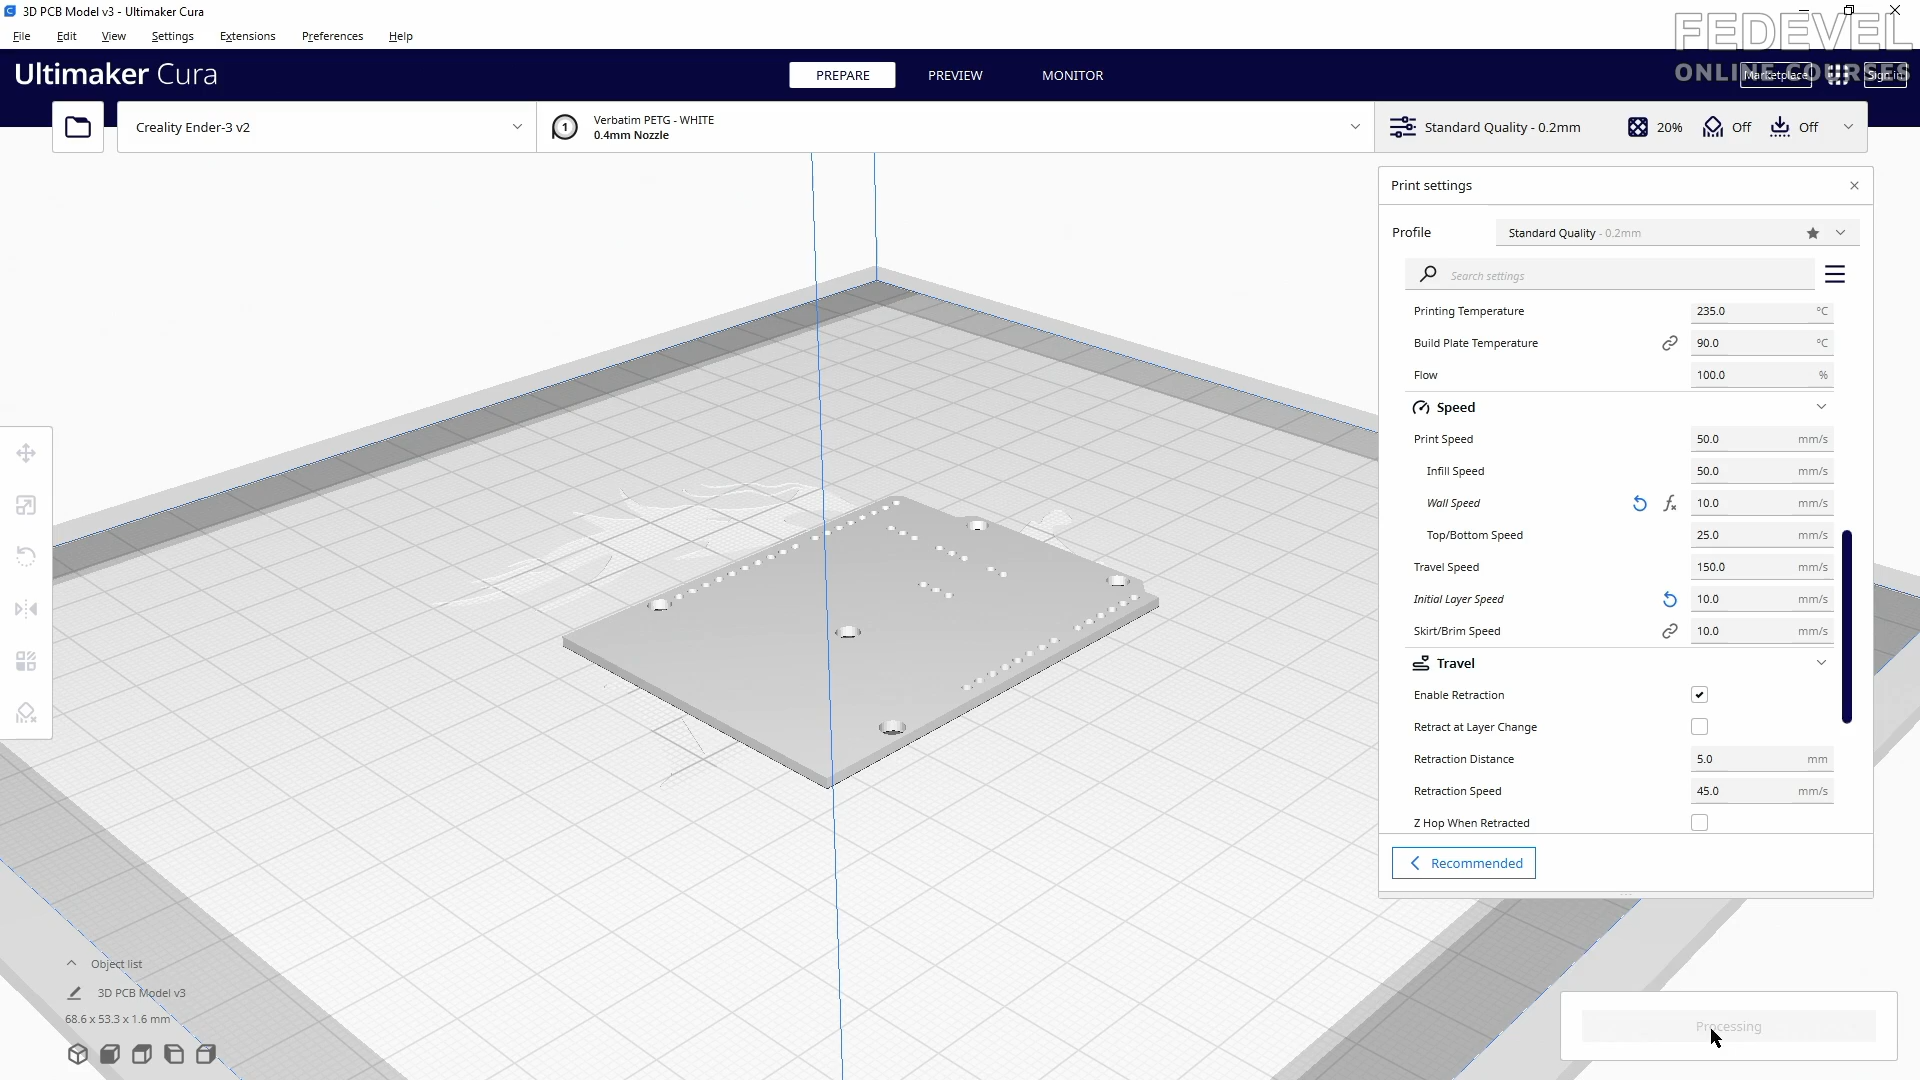 3D PCB Model v3 - Ultimaker Cura
File Edit View Settings Extensions Preferences Help
FEDEVEL
ONLINE COURSES
Ultimaker Cura
PREPARE PREVIEW MONITOR
Marketplace Sign in
Creality Ender-3 v2
1
Verbatim PETG - WHITE
0.4mm Nozzle
Standard Quality - 0.2mm 20% Off Off
Print settings
Profile Standard Quality - 0.2mm
Search settings
Printing Temperature 235.0 °C
Build Plate Temperature 90.0 °C
Flow 100.0 %
Speed
Print Speed 50.0 mm/s
Infill Speed 50.0 mm/s
Wall Speed fx 10.0 mm/s
Top/Bottom Speed 25.0 mm/s
Travel Speed 150.0 mm/s
Initial Layer Speed 10.0 mm/s
Skirt/Brim Speed 10.0 mm/s
Travel
Enable Retraction
Retract at Layer Change
Retraction Distance 5.0 mm
Retraction Speed 45.0 mm/s
Z Hop When Retracted
Recommended
Object list
3D PCB Model v3
68.6 x 53.3 x 1.6 mm
Processing